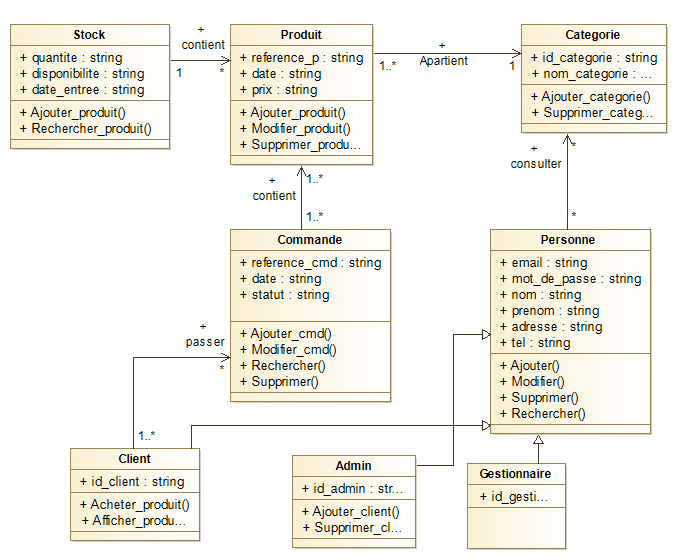 Stock
+ quantite : string
+ disponibilite : string
+ date_entree : string
+ Ajouter_produit()
+ Rechercher_produit()
+
contient
1
*
Produit
+ reference_p : string
+ date : string
+ prix : string
+ Ajouter_produit()
+ Modifier_produit()
+ Supprimer_produ...
+
Apartient
1..*
1
Categorie
+ id_categorie : string
+ nom_categorie : ...
+ Ajouter_categorie()
+ Supprimer_categ...
+
contient
1..*
1..*
+
consulter
*
*
Commande
+ reference_cmd : string
+ date : string
+ statut : string
+ Ajouter_cmd()
+ Modifier_cmd()
+ Rechercher()
+ Supprimer()
Personne
+ email : string
+ mot_de_passe : string
+ nom : string
+ prenom : string
+ adresse : string
+ tel : string
+ Ajouter()
+ Modifier()
+ Supprimer()
+ Rechercher()
+
passer
*
1..*
Client
+ id_client : string
+ Acheter_produit()
+ Afficher_produ...
Admin
+ id_admin : str...
+ Ajouter_client()
+ Supprimer_cl...
Gestionnaire
+ id_gesti...